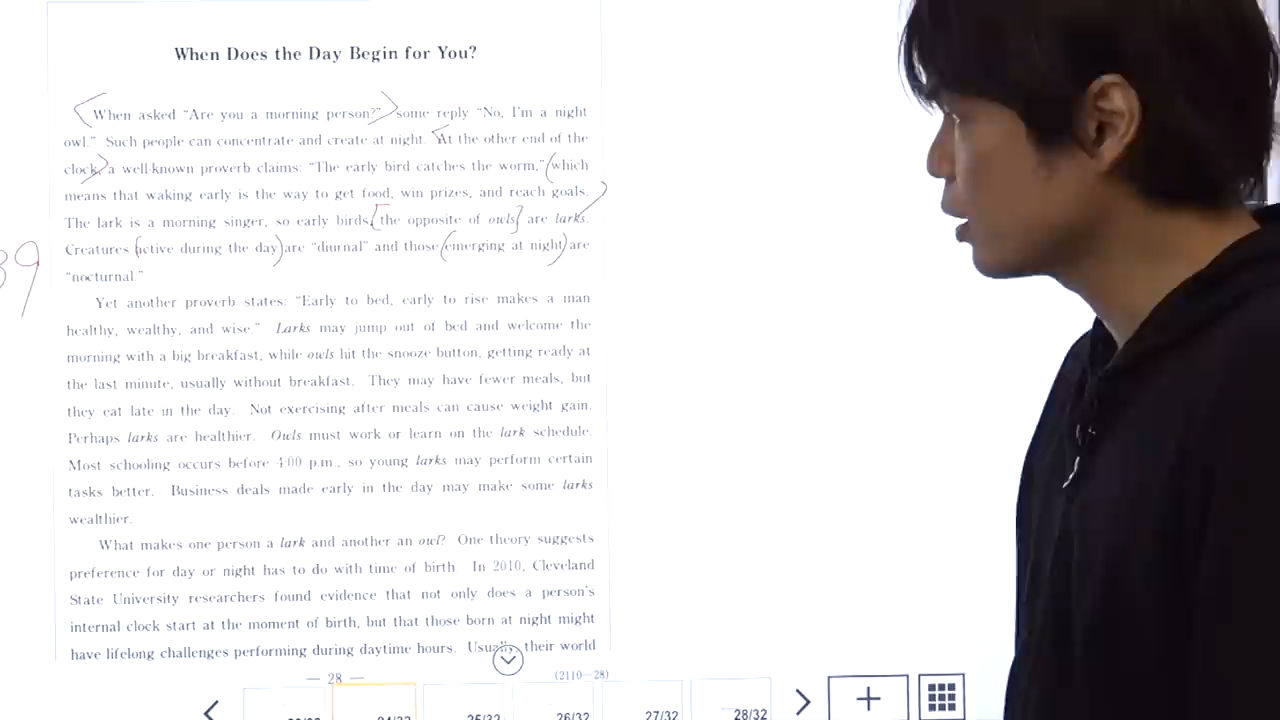 When Does the Day Begin for You?
When asked “Are you a morning person?” some reply “No, I'm a night
owl.” Such people can concentrate and create at night. At the other end of the
clock, a well-known proverb claims: “The early bird catches the worm,” which
means that waking early is the way to get food, win prizes, and reach goals.
The lark is a morning singer, so early birds, the opposite of owls, are larks.
Creatures active during the day are “diurnal” and those emerging at night are
“nocturnal.”
39
Yet another proverb states: “Early to bed, early to rise makes a man
healthy, wealthy, and wise.” Larks may jump out of bed and welcome the
morning with a big breakfast, while owls hit the snooze button, getting ready at
the last minute, usually without breakfast. They may have fewer meals, but
they eat late in the day. Not exercising after meals can cause weight gain.
Perhaps larks are healthier. Owls must work or learn on the lark schedule.
Most schooling occurs before 4:00 p.m., so young larks may perform certain
tasks better. Business deals made early in the day may make some larks
wealthier.
What makes one person a lark and another an owl? One theory suggests
preference for day or night has to do with time of birth. In 2010, Cleveland
State University researchers found evidence that not only does a person's
internal clock start at the moment of birth, but that those born at night might
have lifelong challenges performing during daytime hours. Usually, their world
— 28 —
(2110—28)
24/32
25/32
26/32
27/32
28/32